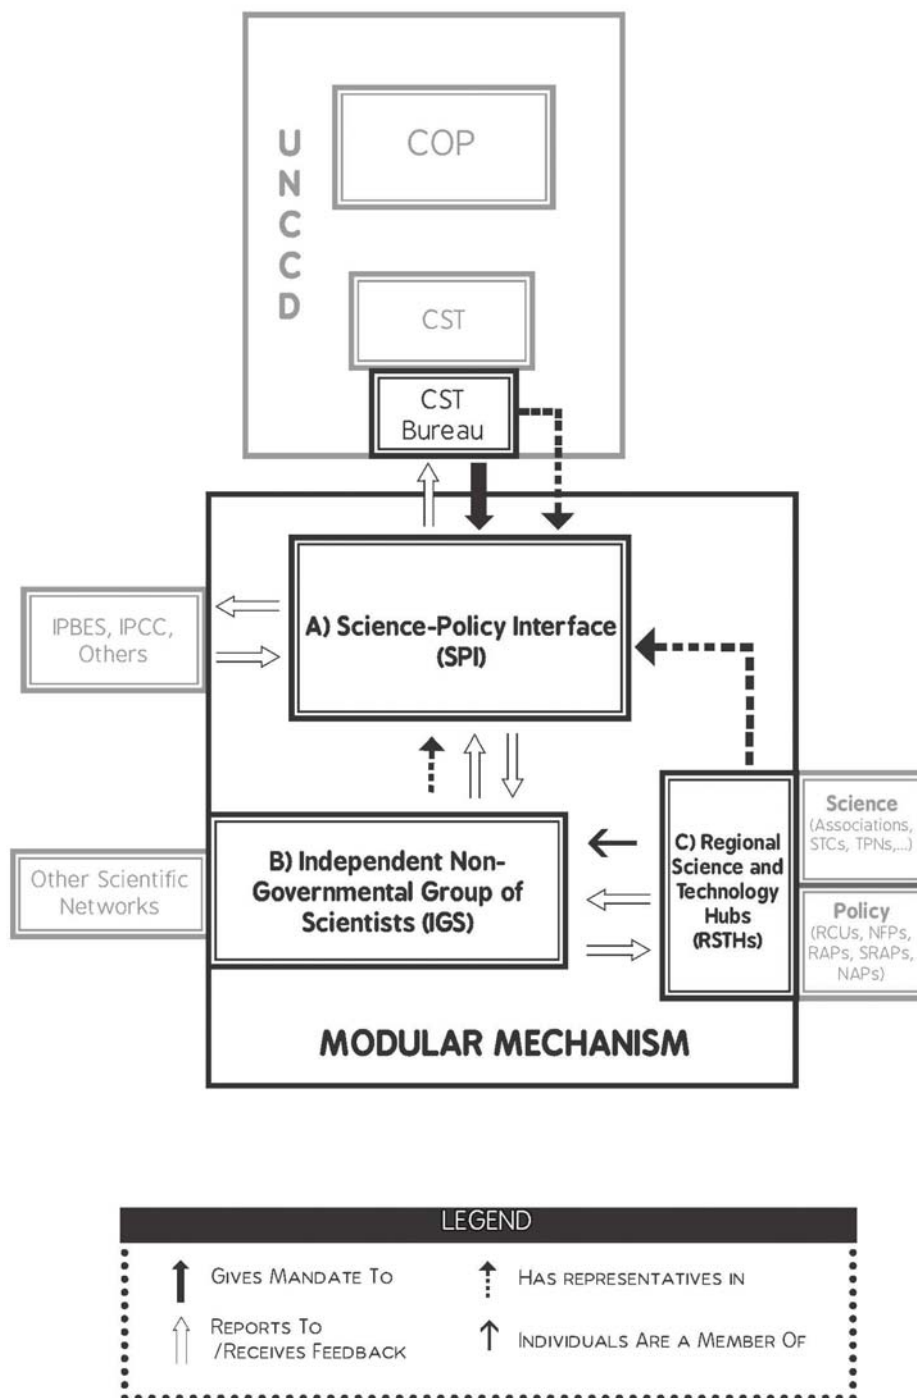 UNCCD
COP
CST
CST
Bureau
A) Science-Policy Interface
(SPI)
IPBES, IPCC,
Others
B) Independent Non-
Governmental Group of
Scientists (IGS)
Other Scientific
Networks
C) Regional
Science and
Technology
Hubs
(RSTHs)
Science
(Associations,
STCs, TPNs,...)
Policy
(RCUs, NFPs,
RAPs, SRAPs,
NAPs)
MODULAR MECHANISM
LEGEND
GIVES MANDATE TO
HAS REPRESENTATIVES IN
REPORTS TO
/RECEIVES FEEDBACK
INDIVIDUALS ARE A MEMBER OF